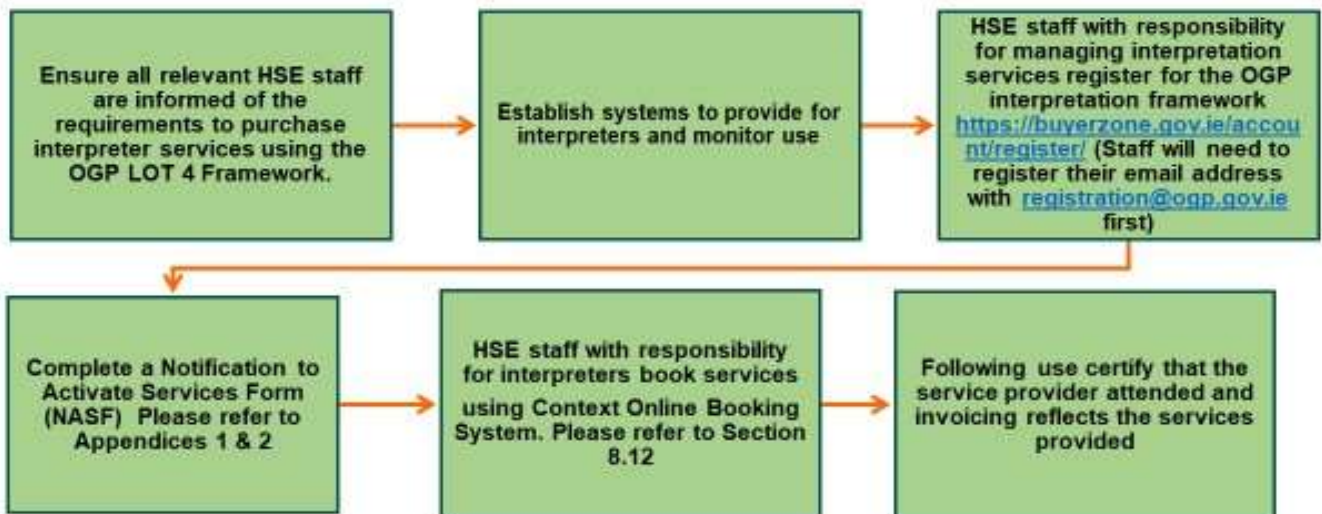 Ensure all relevant HSE staff
are informed of the
requirements to purchase
interpreter services using the
OGP LOT 4 Framework.
Establish systems to provide for
interpreters and monitor use
HSE staff with responsibility
for managing interpretation
services register for the OGP
interpretation framework
https://buyerzone.gov.ie/accou
nt/register/ (Staff will need to
register their email address
with registration@ogp.gov.ie
first)
Complete a Notification to
Activate Services Form
(NASF) Please refer to
Appendices 1 & 2
HSE staff with responsibility
for interpreters book services
using Context Online Booking
System. Please refer to Section
8.12
Following use certify that the
service provider attended and
invoicing reflects the services
provided